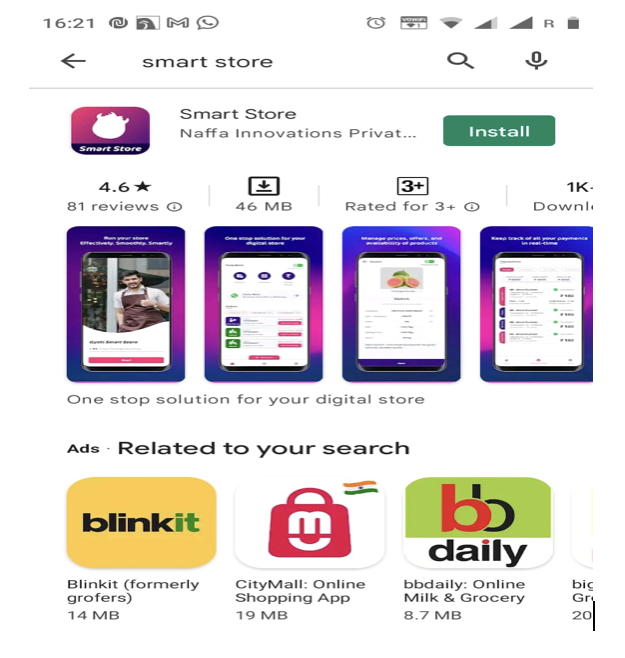 16:21
VOWIFI
R
smart store
Smart Store
Smart Store
Naffa Innovations Privat...
Install
4.6★
81 reviews
46 MB
3+
Rated for 3+
1K
Downl
Run your store
Effectively. Smoothly. Smartly
One stop solution for your
digital store
Manage prices, offers, and
availability of products
Keep track of all your payments
in real-time
One stop solution for your digital store
Ads · Related to your search
blinkit
bb
daily
Blinkit (formerly
grofers)
14 MB
CityMall: Online
Shopping App
19 MB
bbdaily: Online
Milk & Grocery
8.7 MB
big
Gr
20